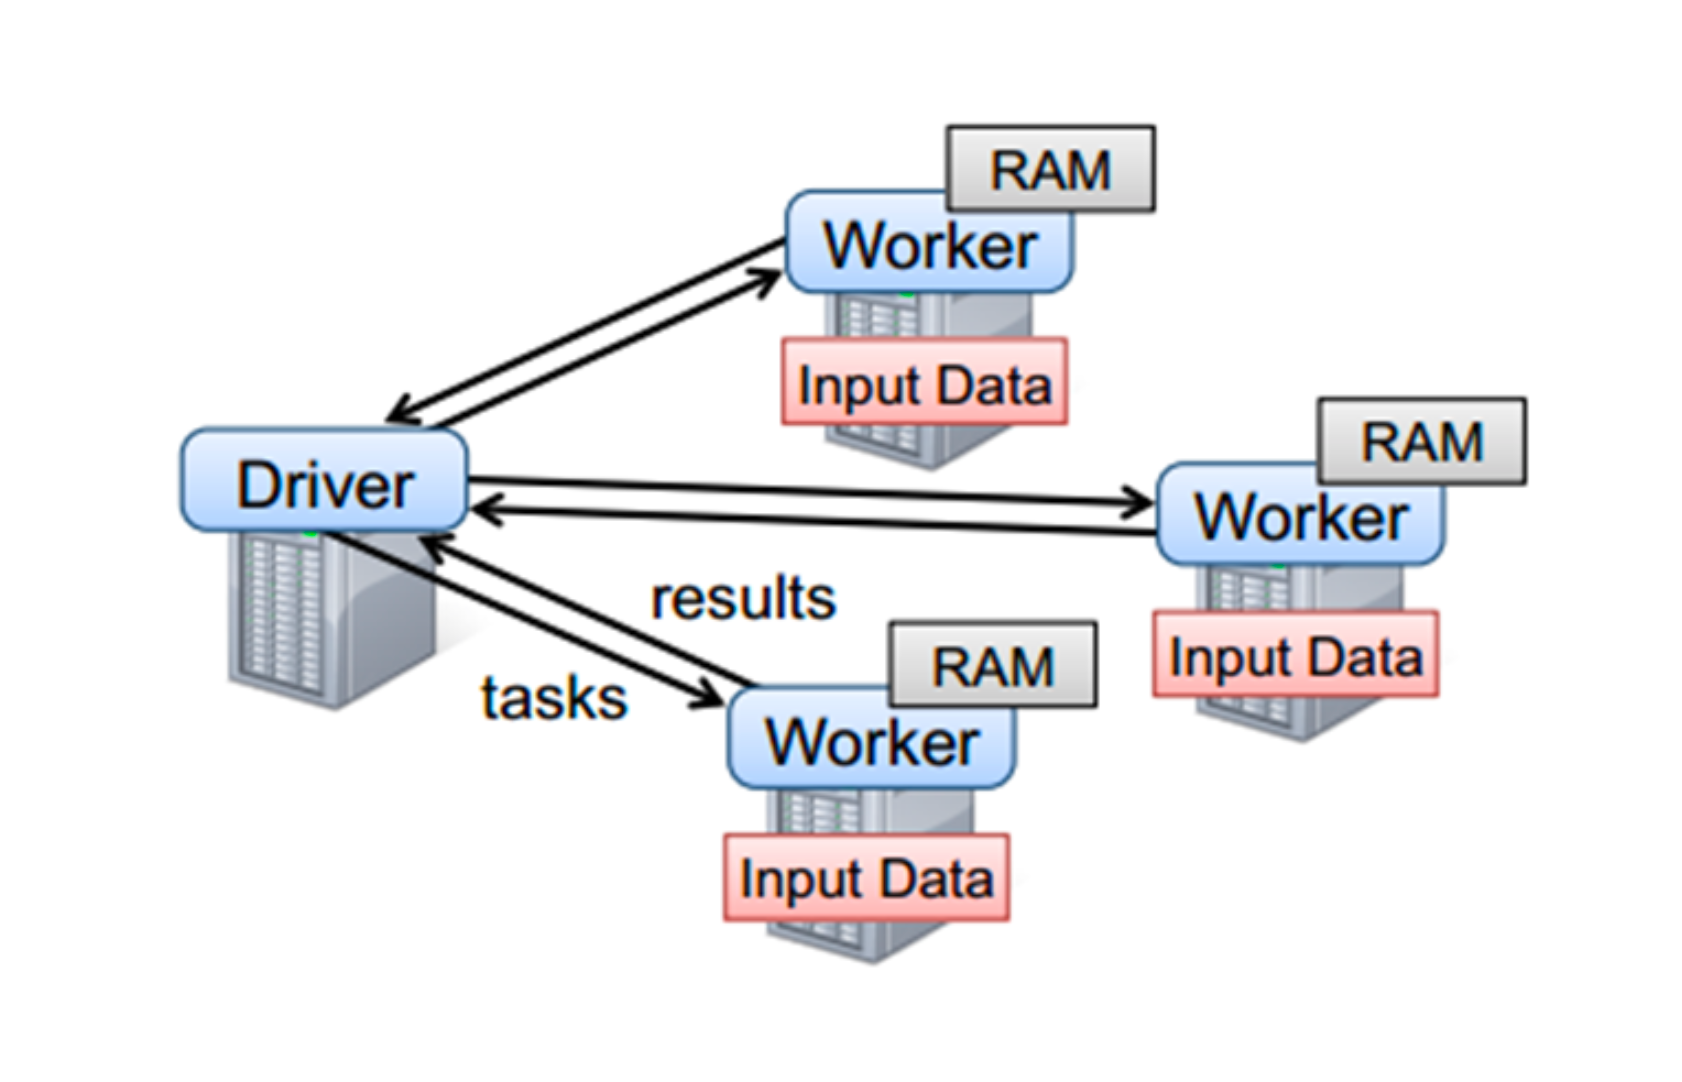 RAM
Worker
Input Data
RAM
Driver
Worker
results
Input Data
RAM
tasks
Worker
Input Data